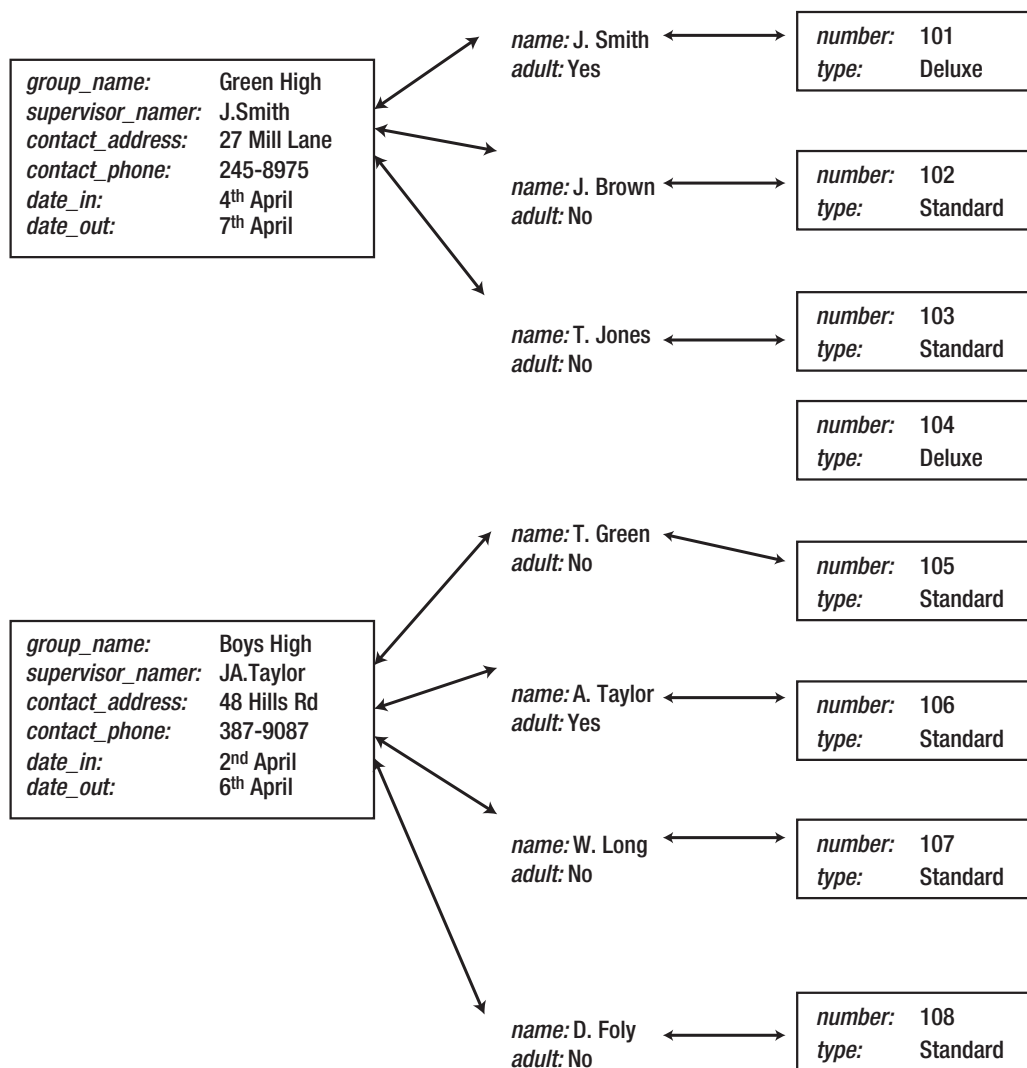 group_name: Green High
supervisor_namer: J.Smith
contact_address: 27 Mill Lane
contact_phone: 245-8975
date_in: 4th April
date_out: 7th April
name: J. Smith
adult: Yes
number: 101
type: Deluxe
name: J. Brown
adult: No
number: 102
type: Standard
name: T. Jones
adult: No
number: 103
type: Standard
number: 104
type: Deluxe
group_name: Boys High
supervisor_namer: JA.Taylor
contact_address: 48 Hills Rd
contact_phone: 387-9087
date_in: 2nd April
date_out: 6th April
name: T. Green
adult: No
number: 105
type: Standard
name: A. Taylor
adult: Yes
number: 106
type: Standard
name: W. Long
adult: No
number: 107
type: Standard
name: D. Foly
adult: No
number: 108
type: Standard